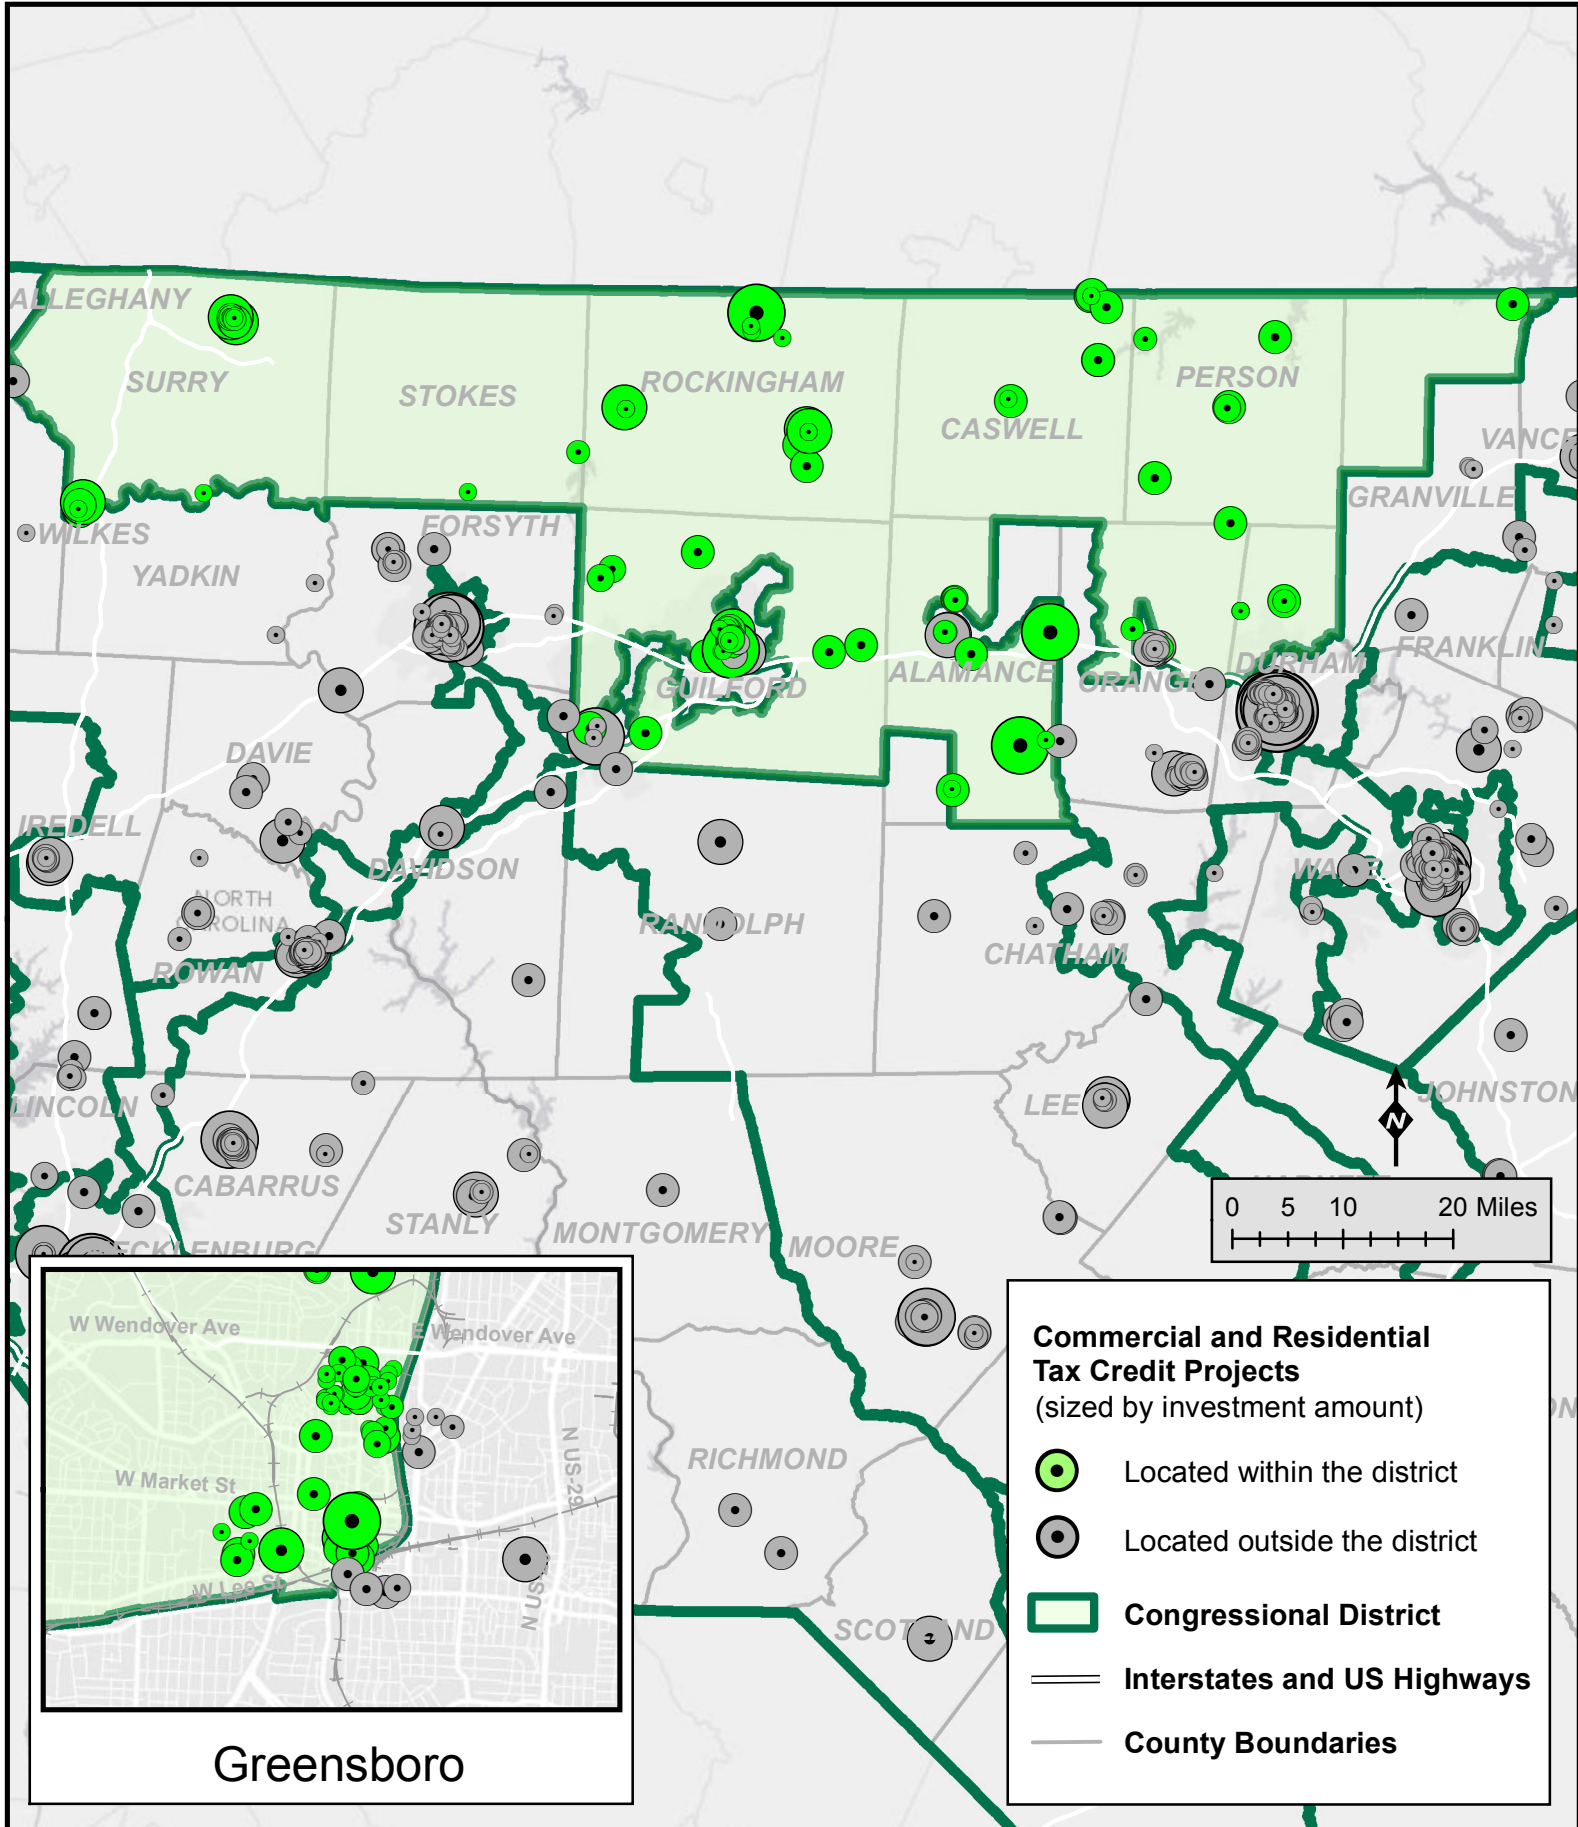 ALLEGHANY
SURRY
STOKES
ROCKINGHAM
CASWELL
PERSON
VANCE
GRANVILLE
WILKES
FORSYTH
YADKIN
FRANKLIN
DURHAM
ALAMANCE
ORANGE
GUILFORD
DAVIE
IREDELL
DAVIDSON
WAKE
NORTH
CAROLINA
RANDOLPH
CHATHAM
ROWAN
LINCOLN
LEE
JOHNSTON
N
CABARRUS
STANLY
MONTGOMERY
MOORE
0 5 10 20 Miles
ECKLENBURG
RICHMOND
SCOTLAND
W Wendover Ave
E Wendover Ave
W Market St
N US-29
W Lee St
N US
Greensboro
Commercial and Residential
Tax Credit Projects
(sized by investment amount)
Located within the district
Located outside the district
Congressional District
Interstates and US Highways
County Boundaries